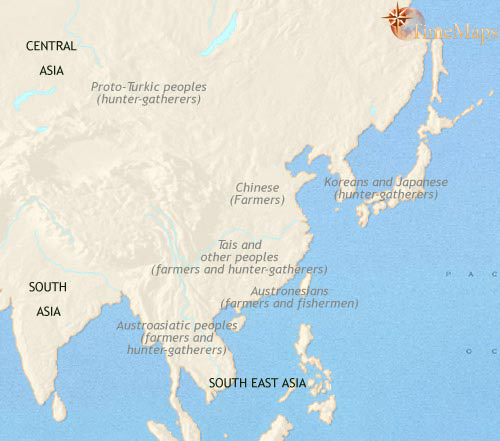 TimeMaps
CENTRAL
ASIA
Proto-Turkic peoples
(hunter-gatherers)
Chinese
(Farmers)
Koreans and Japanese
(hunter-gatherers)
Tais and
other peoples
(farmers and hunter-gatherers)
SOUTH
ASIA
Austronesians
(farmers and fishermen)
Austroasiatic peoples
(farmers and
hunter-gatherers)
SOUTH EAST ASIA
P A C
O C